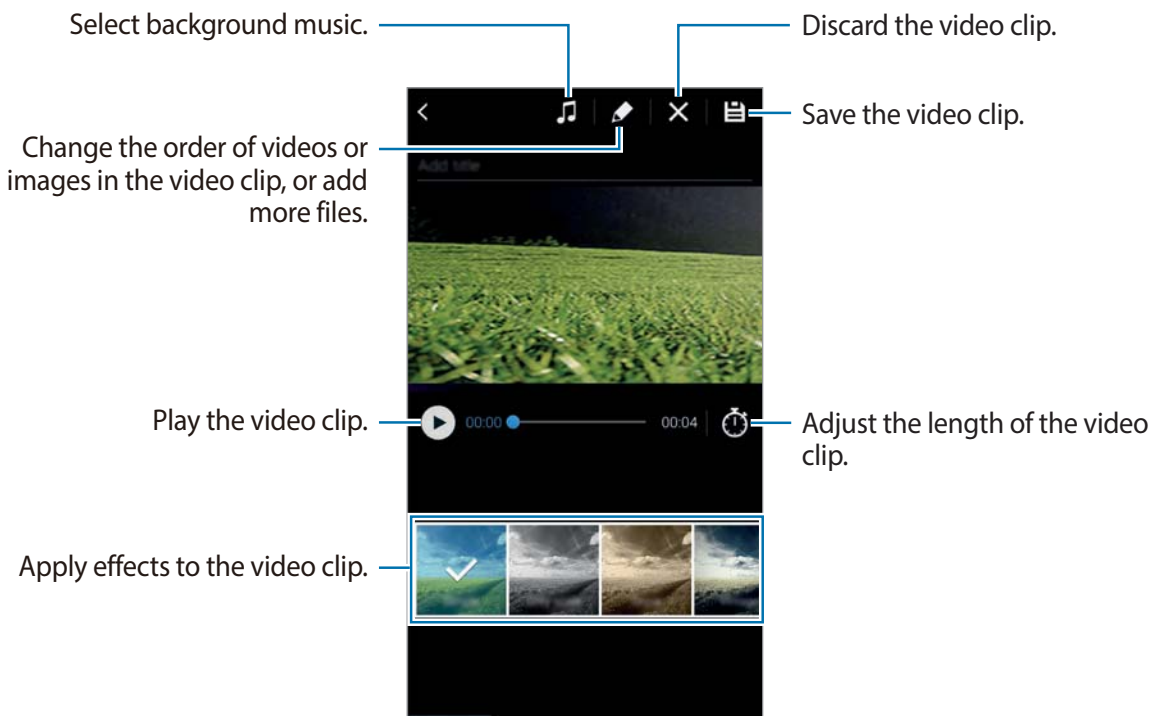 Select background music.
Discard the video clip.
Save the video clip.
Change the order of videos or
images in the video clip, or add
more files.
Add title
Play the video clip.
00:00
00:04
Adjust the length of the video
clip.
Apply effects to the video clip.